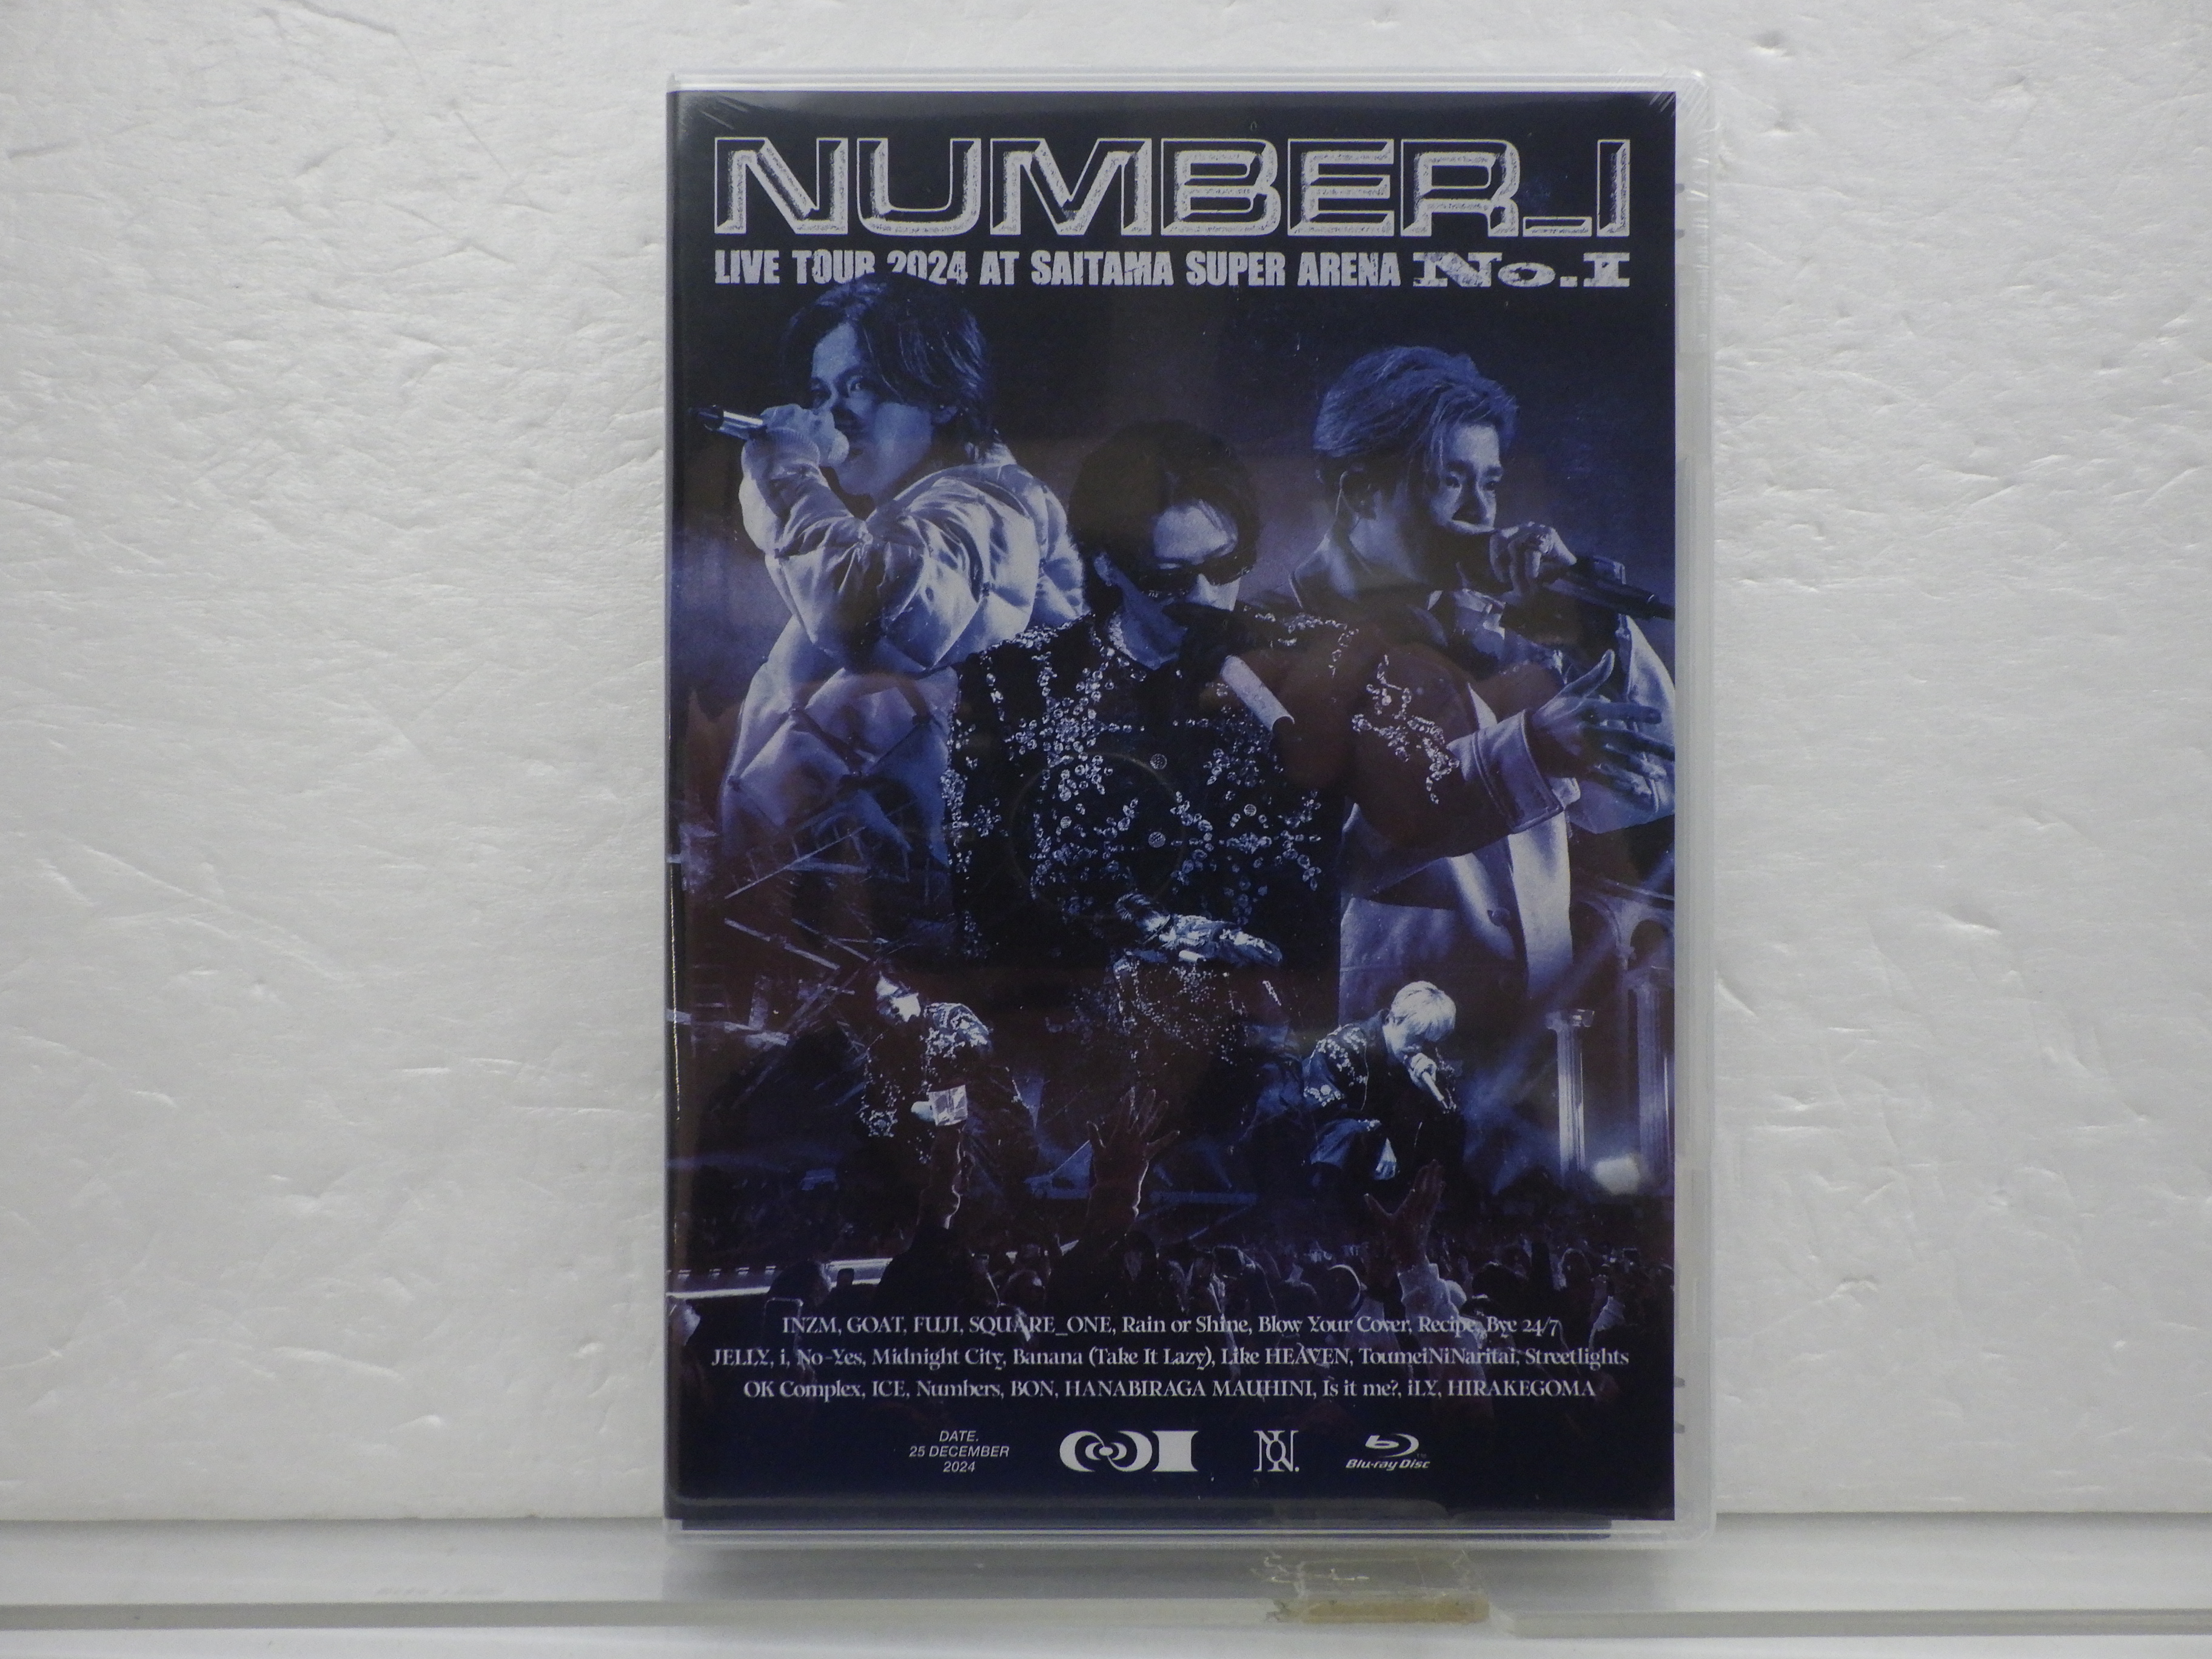 NUMBER_I
LIVE TOUR 2024 AT SAITAMA SUPER ARENA No.I
INZM, GOAT, FUJI, SQUARE_ONE, Rain or Shine, Blow Your Cover, Recipe, Bye 24/7
JELLY, i, No-Yes, Midnight City, Banana (Take It Lazy), Like HEAVEN, ToumeiNiNaritai, Streetlights
OK Complex, ICE, Numbers, BON, HANABIRAGA MAUHINI, Is it me?, iLY, HIRAKEGOMA
DATE.
25 DECEMBER
2024
No.I
Blu-ray Disc